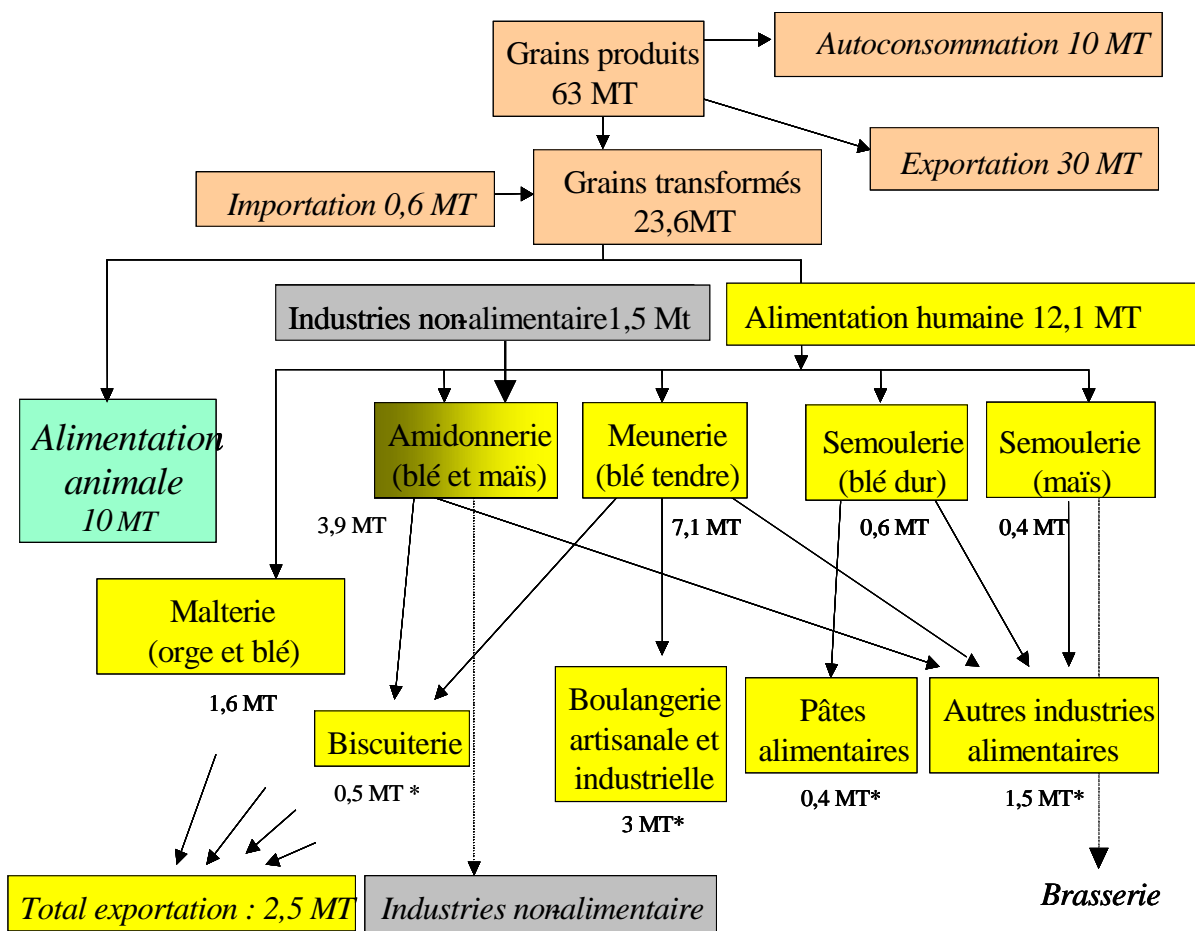 Grains produits
63 MT
Autoconsommation 10 MT
Exportation 30 MT
Importation 0,6 MT
Grains transformés
23,6MT
Industries non-alimentaire1,5 Mt
Alimentation humaine 12,1 MT
Alimentation
animale
10 MT
Amidonnerie
(blé et maïs)
Meunerie
(blé tendre)
Semoulerie
(blé dur)
Semoulerie
(maïs)
3,9 MT
7,1 MT
0,6 MT
0,4 MT
Malterie
(orge et blé)
1,6 MT
Biscuiterie
0,5 MT *
Boulangerie
artisanale et
industrielle
3 MT*
Pâtes
alimentaires
0,4 MT*
Autres industries
alimentaires
1,5 MT*
Total exportation : 2,5 MT
Industries non-alimentaire
Brasserie